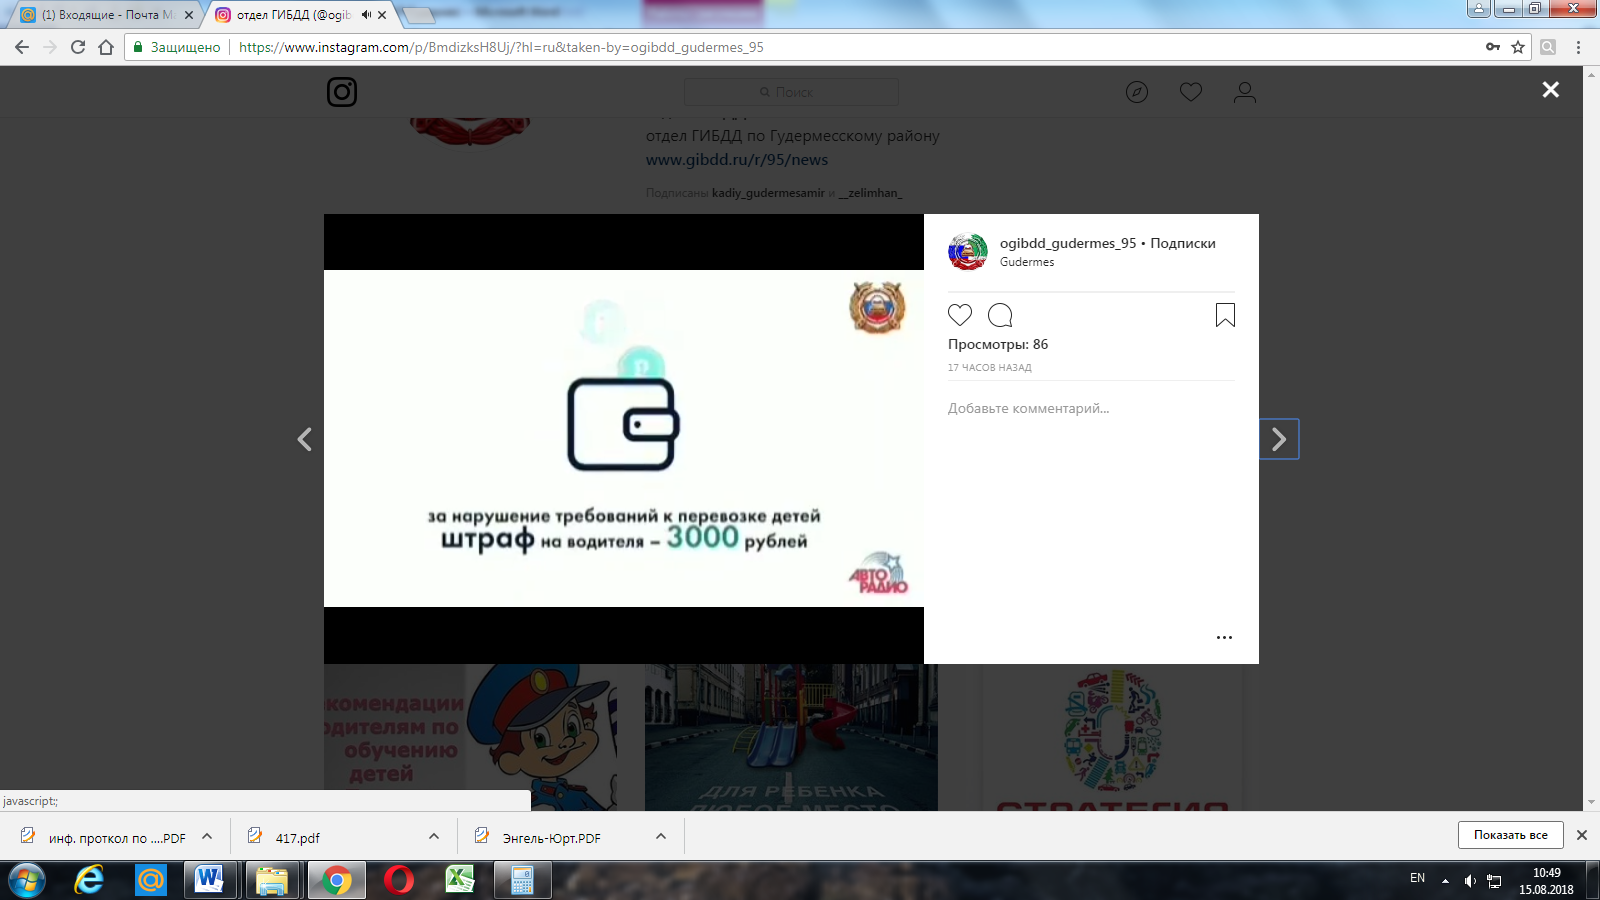 (1) Входящие - Почта M
отдел ГИБДД (@ogib
Защищено
https://www.instagram.com/p/BmdizksH8Uj/?hl=ru&taken-by=ogibdd_gudermes_95
Поиск
отдел ГИБДД по Гудермесскому району
www.gibdd.ru/r/95/news
Подписаны kadiy_gudermesamir и __zelimhan_
за нарушение требований к перевозке детей
штраф на водителя – 3000 рублей
АВТО
РАДИО
ogibdd_gudermes_95 • Подписки
Gudermes
Просмотры: 86
17 ЧАСОВ НАЗАД
Добавьте комментарий...
комендации
одителям по
обучению
детей
ДЛЯ РЕБЕНКА
ЛЮБОЕ МЕСТО
СТРАТЕГИЯ
javascript:;
инф. проткол по ....PDF
417.pdf
Энгель-Юрт.PDF
Показать все
EN
10:49
15.08.2018